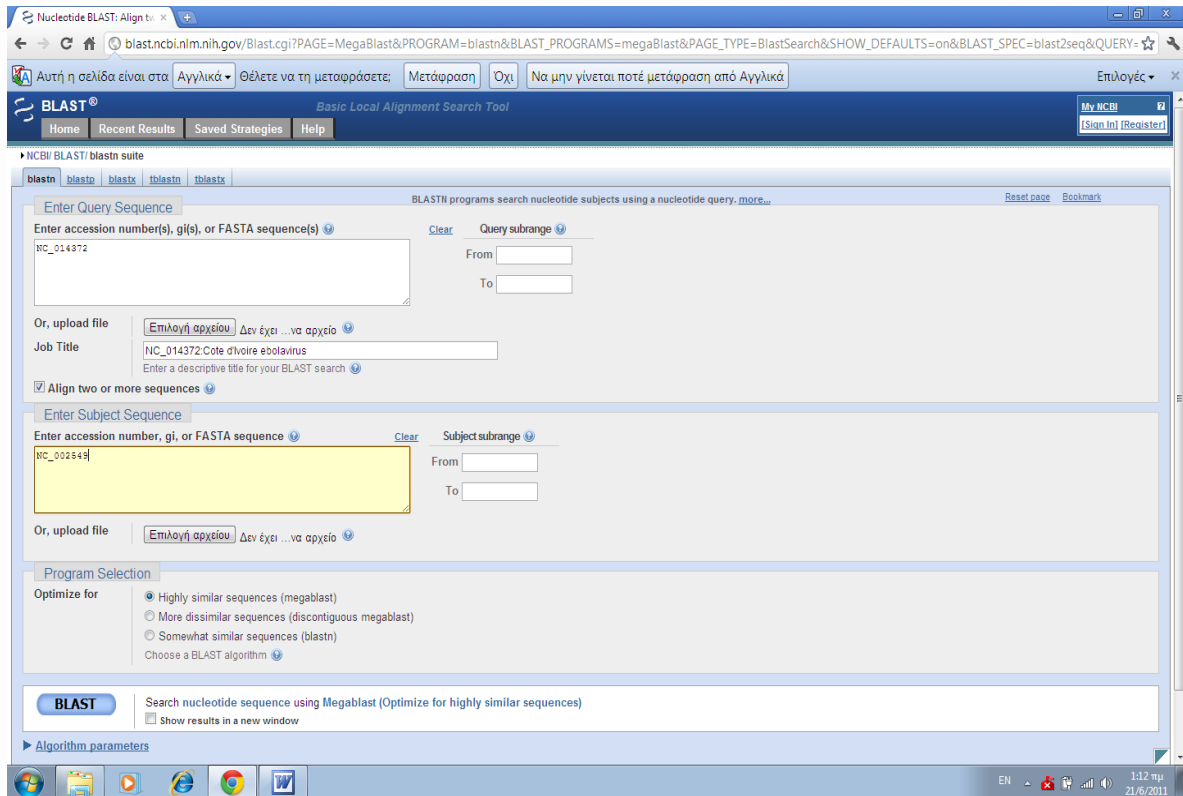 Nucleotide BLAST: Align tw
blast.ncbi.nlm.nih.gov/Blast.cgi?PAGE=MegaBlast&PROGRAM=blastn&BLAST_PROGRAMS=megaBlast&PAGE_TYPE=BlastSearch&SHOW_DEFAULTS=on&BLAST_SPEC=blast2seq&QUERY=
Αυτή η σελίδα είναι στα Αγγλικά Θέλετε να τη μεταφράσετε; Μετάφραση Όχι Να μην γίνεται ποτέ μετάφραση από Αγγλικά Επιλογές
BLAST® Basic Local Alignment Search Tool My NCBI
Home Recent Results Saved Strategies Help [Sign In] [Register]
NCBI/ BLAST/ blastn suite
blastn blastp blastx tblastn tblastx
Enter Query Sequence BLASTN programs search nucleotide subjects using a nucleotide query. more... Reset page Bookmark
Enter accession number(s), gi(s), or FASTA sequence(s) Clear Query subrange
NC_014372
From
To
Or, upload file Επιλογή αρχείου Δεν έχει ...να αρχείο
Job Title NC_014372:Cote d'Ivoire ebolavirus
Enter a descriptive title for your BLAST search
Align two or more sequences
Enter Subject Sequence
Enter accession number, gi, or FASTA sequence Clear Subject subrange
NC_002549
From
To
Or, upload file Επιλογή αρχείου Δεν έχει ...να αρχείο
Program Selection
Optimize for Highly similar sequences (megablast)
More dissimilar sequences (discontiguous megablast)
Somewhat similar sequences (blastn)
Choose a BLAST algorithm
BLAST Search nucleotide sequence using Megablast (Optimize for highly similar sequences)
Show results in a new window
Algorithm parameters
EN 1:12 πμ
21/6/2011